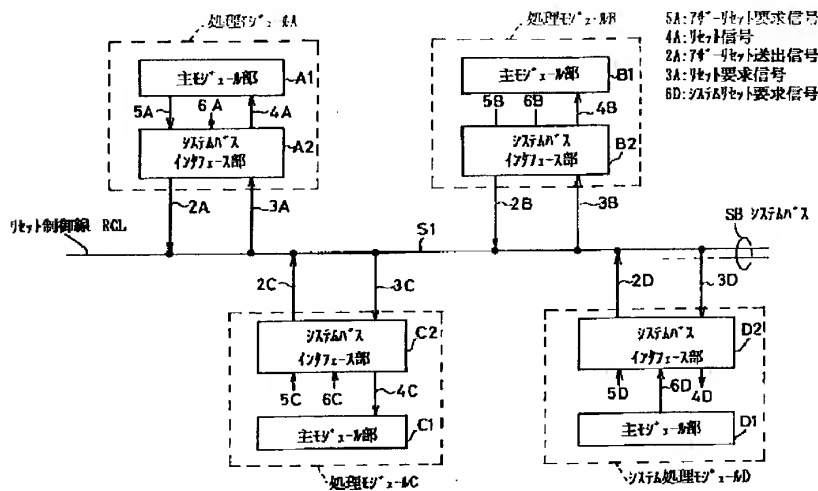 処理モジュールA
主モジュール部
A1
5A
6A
4A
システムバス
インタフェース部
A2
2A
3A
処理モジュールB
主モジュール部
B1
5B
6B
4B
システムバス
インタフェース部
B2
2B
3B
5A:アザーリセット要求信号
4A:リセット信号
2A:アザーリセット送出信号
3A:リセット要求信号
6D:システムリセット要求信号
リセット制御線 RCL
S1
SB システムバス
2C
3C
システムバス
インタフェース部
C2
5C
6C
4C
主モジュール部
C1
処理モジュールC
2D
3D
システムバス
インタフェース部
D2
5D
6D
4D
主モジュール部
D1
システム処理モジュールD